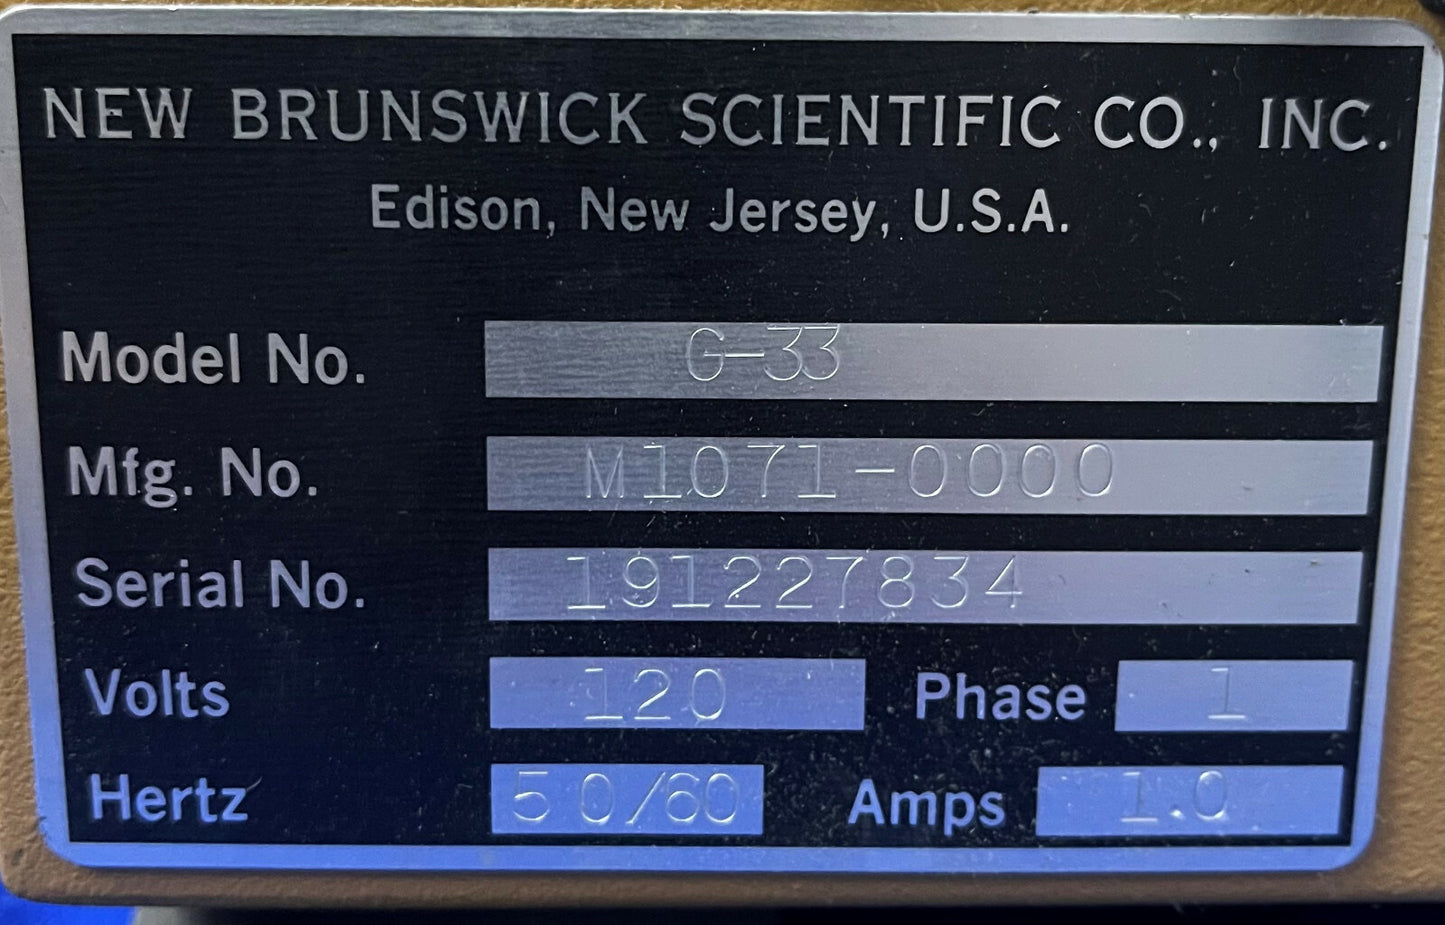 NEW BRUNSWICK SCIENTIFIC CO., INC.
Edison, New Jersey, U.S.A.
Model No. G-33
Mfg. No. M1071-0000
Serial No. 191227834
Volts 120 Phase 1
Hertz 50/60 Amps 1.0